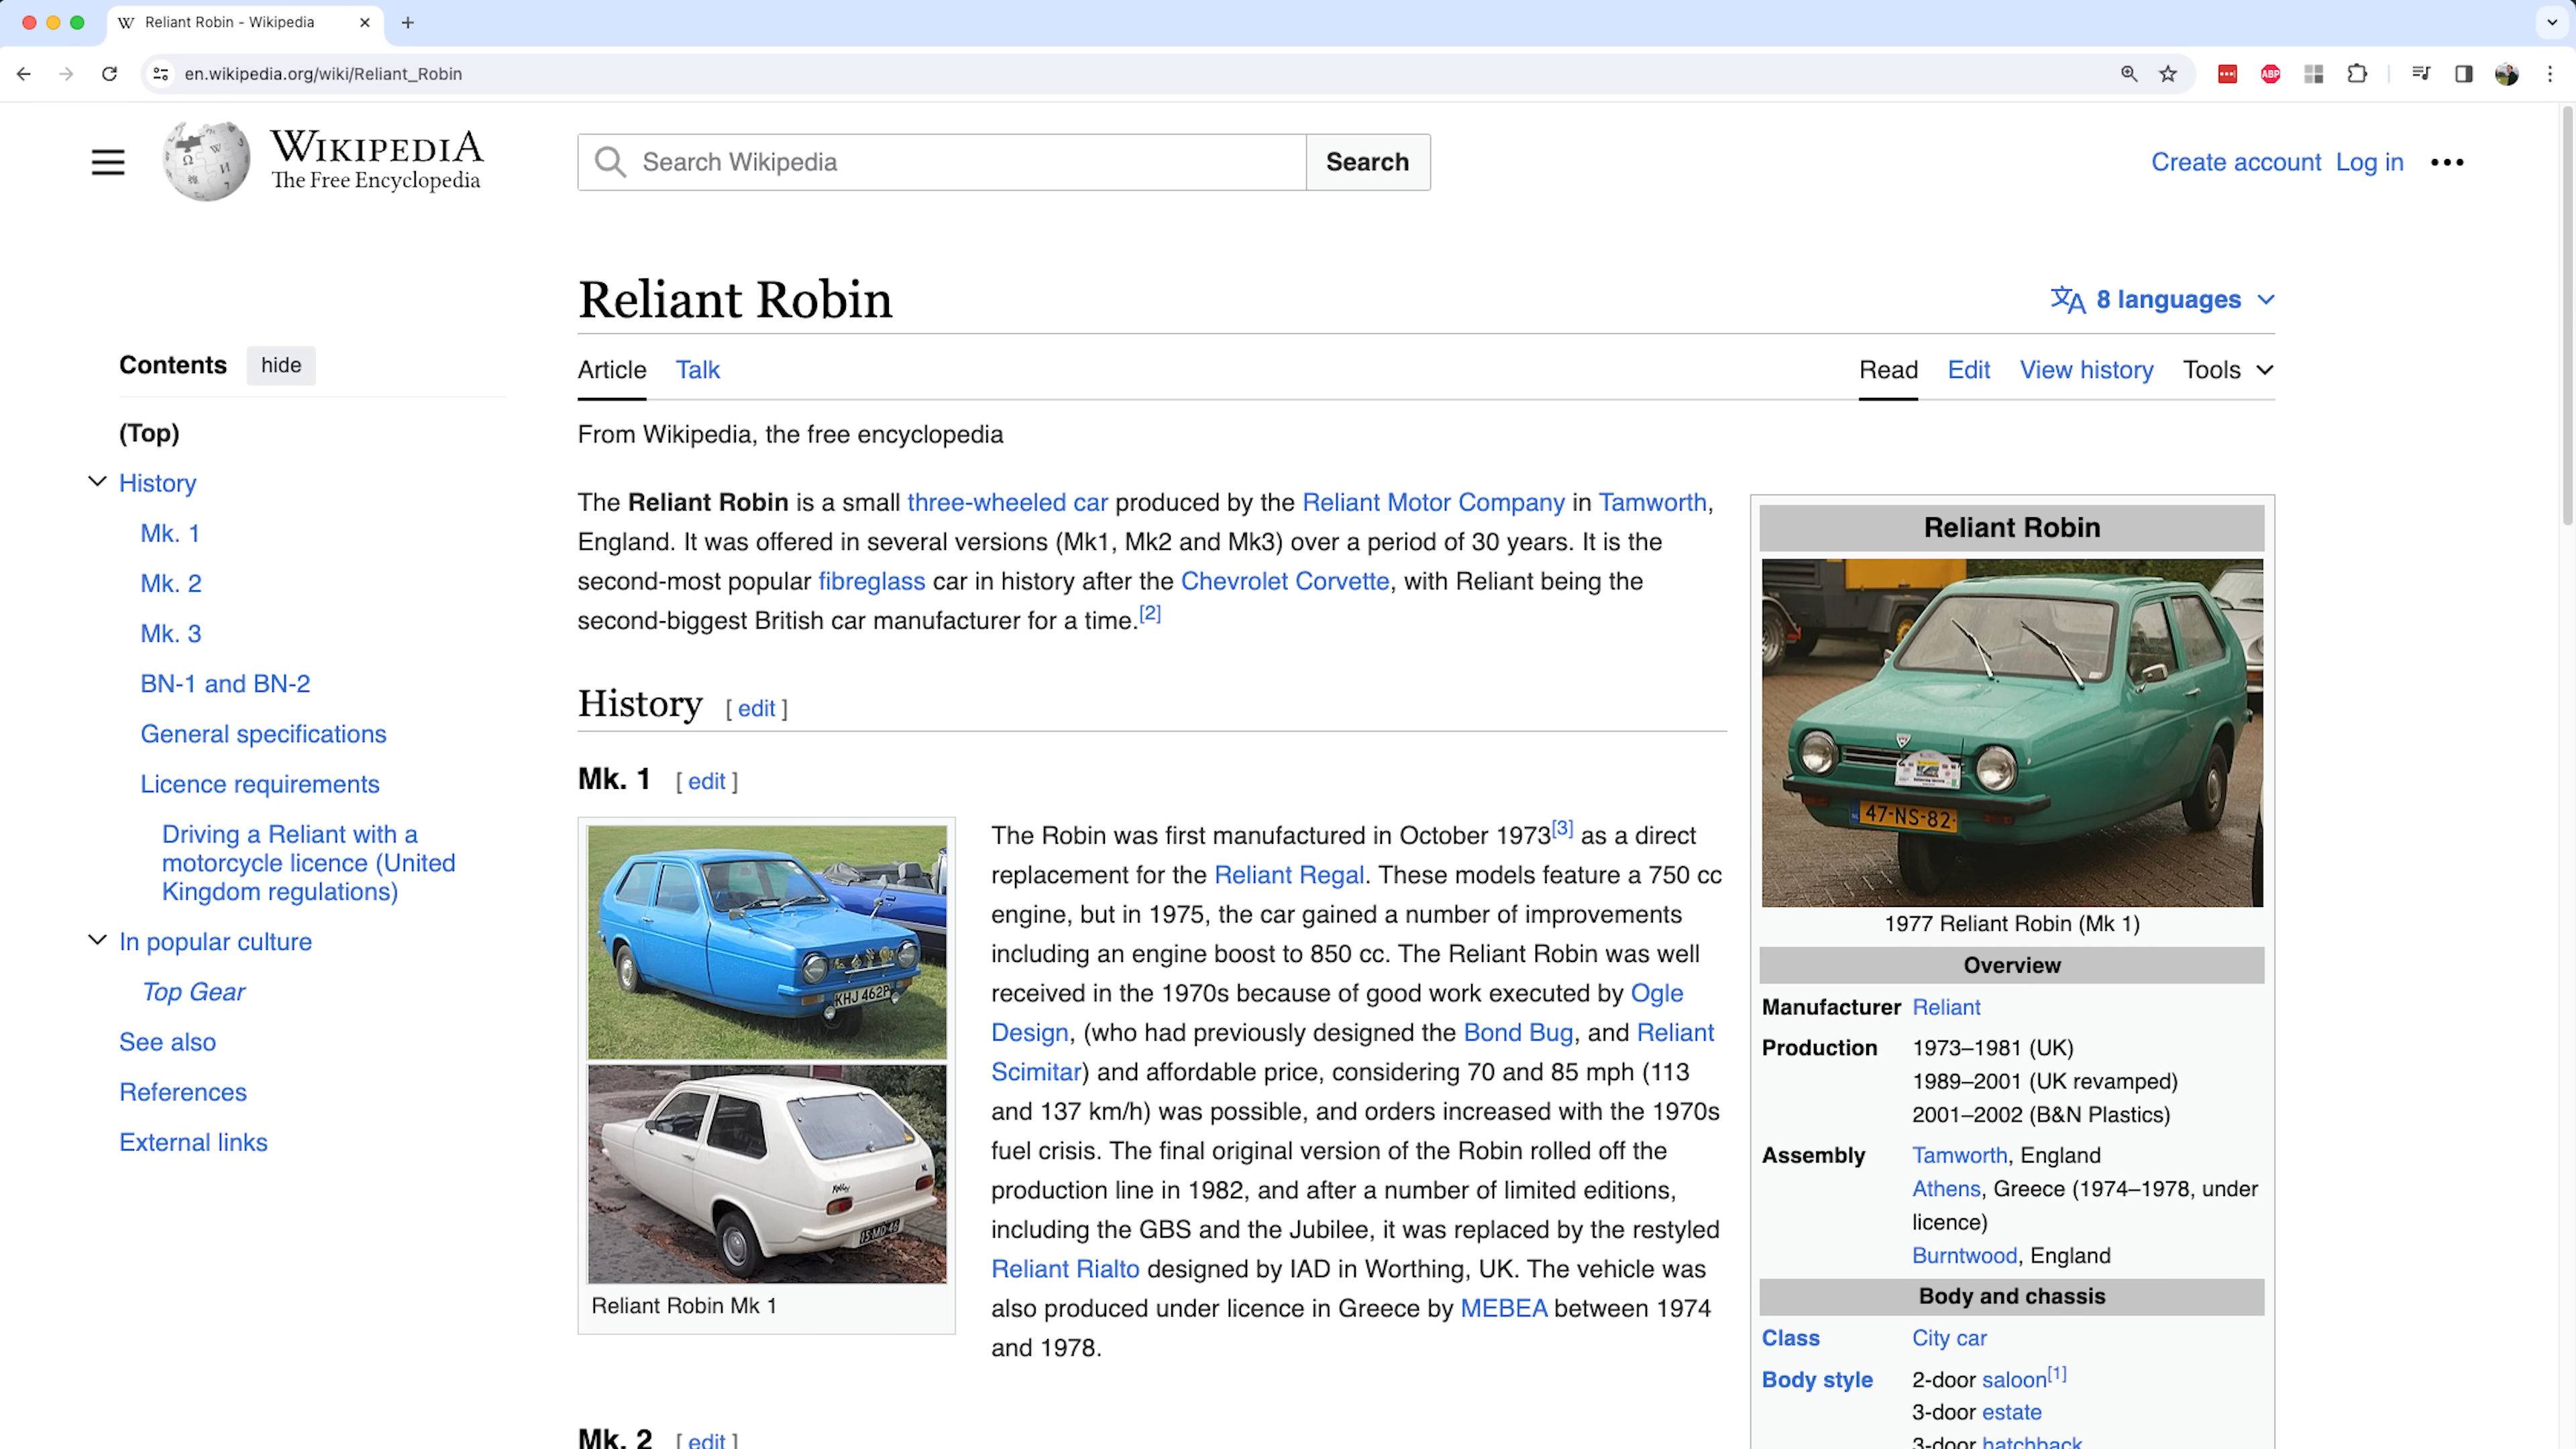 Reliant Robin - Wikipedia
en.wikipedia.org/wiki/Reliant_Robin
ABP
WIKIPEDIA
The Free Encyclopedia
Search Wikipedia
Search
Create account Log in
Reliant Robin
8 languages
Contents hide
Article Talk
Read Edit View history Tools
(Top)
History
Mk. 1
Mk. 2
Mk. 3
BN-1 and BN-2
General specifications
Licence requirements
Driving a Reliant with a
motorcycle licence (United
Kingdom regulations)
In popular culture
Top Gear
See also
References
External links
From Wikipedia, the free encyclopedia
The Reliant Robin is a small three-wheeled car produced by the Reliant Motor Company in Tamworth,
England. It was offered in several versions (Mk1, Mk2 and Mk3) over a period of 30 years. It is the
second-most popular fibreglass car in history after the Chevrolet Corvette, with Reliant being the
second-biggest British car manufacturer for a time.[2]
History [ edit ]
Mk. 1 [ edit ]
KHJ 462P
15-MD-46
Reliant Robin Mk 1
The Robin was first manufactured in October 1973[3] as a direct
replacement for the Reliant Regal. These models feature a 750 cc
engine, but in 1975, the car gained a number of improvements
including an engine boost to 850 cc. The Reliant Robin was well
received in the 1970s because of good work executed by Ogle
Design, (who had previously designed the Bond Bug, and Reliant
Scimitar) and affordable price, considering 70 and 85 mph (113
and 137 km/h) was possible, and orders increased with the 1970s
fuel crisis. The final original version of the Robin rolled off the
production line in 1982, and after a number of limited editions,
including the GBS and the Jubilee, it was replaced by the restyled
Reliant Rialto designed by IAD in Worthing, UK. The vehicle was
also produced under licence in Greece by MEBEA between 1974
and 1978.
Mk. 2 [ edit ]
Reliant Robin
47-NS-82
1977 Reliant Robin (Mk 1)
Overview
Manufacturer Reliant
Production 1973–1981 (UK)
1989–2001 (UK revamped)
2001–2002 (B&N Plastics)
Assembly Tamworth, England
Athens, Greece (1974–1978, under
licence)
Burntwood, England
Body and chassis
Class City car
Body style 2-door saloon[1]
3-door estate
3-door hatchback